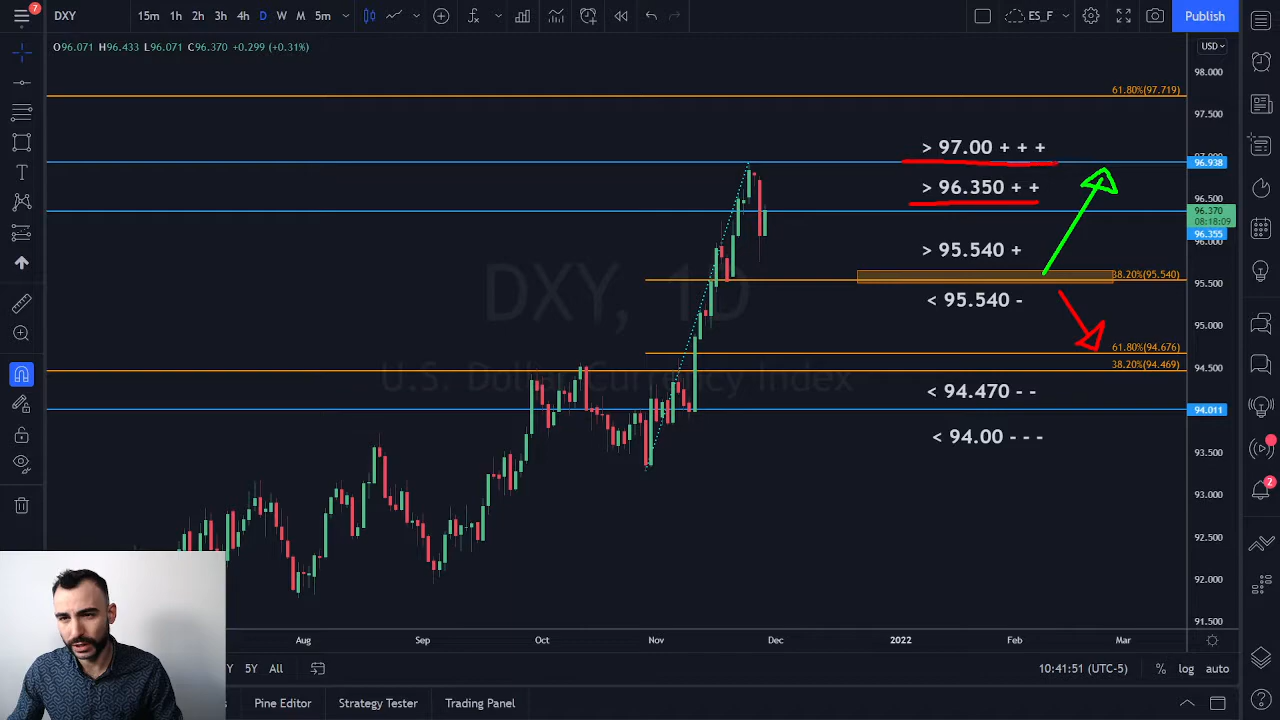 7
DXY
15m 1h 2h 3h 4h D W M 5m
ES_F
Publish
O96.071 H96.433 L96.071 C96.370 +0.299 (+0.31%)
USD
98.000
61.80%(97.719)
97.500
> 97.00 + + +
96.938
> 96.350 + +
96.500
96.370
08:18:09
96.355
96.000
> 95.540 +
DXY, 1D
38.20%(95.540)
95.500
< 95.540 -
95.000
61.80%(94.676)
38.20%(94.469)
94.500
U.S. Dollar Currency Index
< 94.470 - -
94.011
< 94.00 - - -
93.500
93.000
2
92.500
92.000
91.500
Aug Sep Oct Nov Dec 2022 Feb Mar
5Y All
10:41:51 (UTC-5) % log auto
Pine Editor Strategy Tester Trading Panel